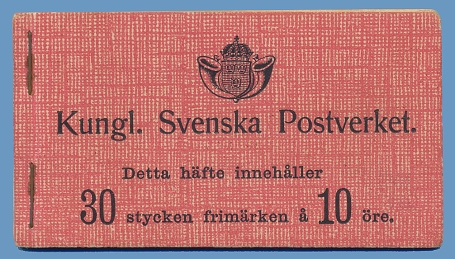 Kungl. Svenska Postverket.
Detta häfte innehåller
30 stycken frimärken å 10 öre.